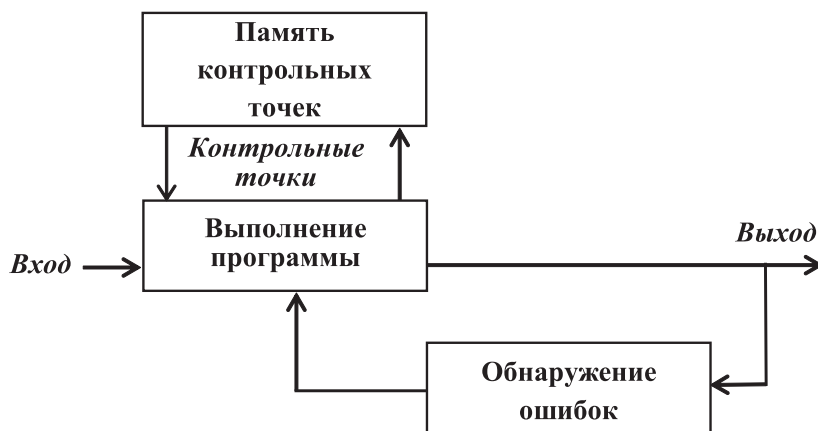 Память
контрольных
точек
Контрольные
точки
Выполнение
программы
Вход
Выход
Обнаружение
ошибок